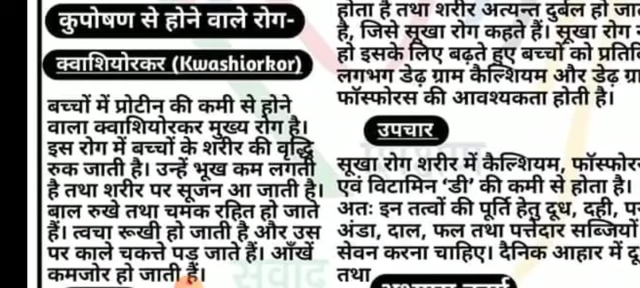 कुपोषण से होने वाले रोग-
क्वाशियोरकर (Kwashiorkor)
बच्चों में प्रोटीन की कमी से होने
वाला क्वाशियोरकर मुख्य रोग है।
इस रोग में बच्चों के शरीर की वृद्धि
रुक जाती है। उन्हें भूख कम लगती
है तथा शरीर पर सूजन आ जाती है।
बाल रुखे तथा चमक रहित हो जाते
हैं। त्वचा रूखी हो जाती है और उस
पर काले चकत्ते पड़ जाते हैं। आँखें
कमजोर हो जाती हैं।
होता है तथा शरीर अत्यन्त दुर्बल हो
है, जिसे सूखा रोग कहते हैं। सूखा रोग
हो इसके लिए बढ़ते हुए बच्चों को
लगभग डेढ़ ग्राम कैल्शियम और डेढ़
फॉस्फोरस की आवश्यकता होती है।
उपचार
सूखा रोग शरीर में कैल्शियम,
एवं विटामिन ‘डी’ की कमी से होता है।
अतः इन तत्वों की पूर्ति हेतु दूध, दही,
अंडा, दाल, फल तथा पत्तेदार सब्जियों
सेवन करना चाहिए। दैनिक आहार में
तथा
संवाद